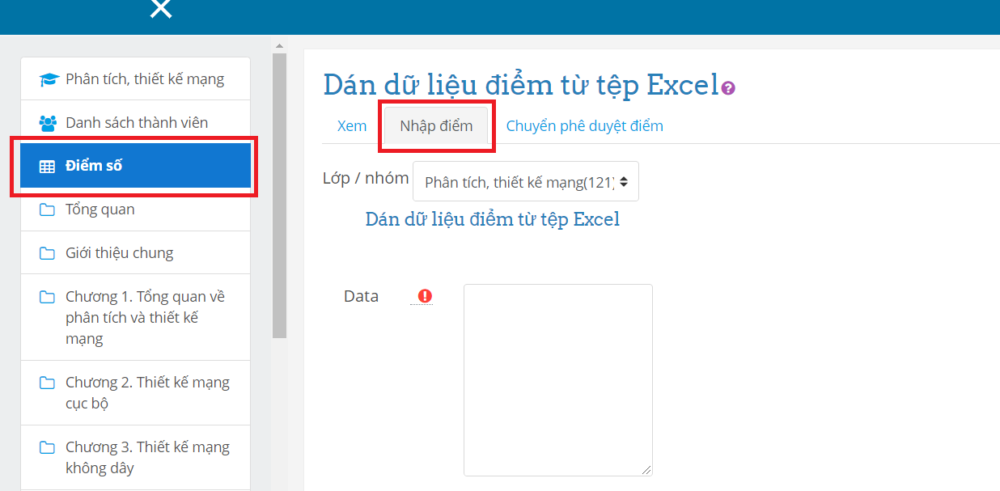 Phân tích, thiết kế mạng
Danh sách thành viên
Điểm số
Tổng quan
Giới thiệu chung
Chương 1. Tổng quan về
phân tích và thiết kế
mạng
Chương 2. Thiết kế mạng
cục bộ
Chương 3. Thiết kế mạng
không dây
Dán dữ liệu điểm từ tệp Excel
Xem Nhập điểm Chuyển phê duyệt điểm
Lớp / nhóm Phân tích, thiết kế mạng(121)
Dán dữ liệu điểm từ tệp Excel
Data